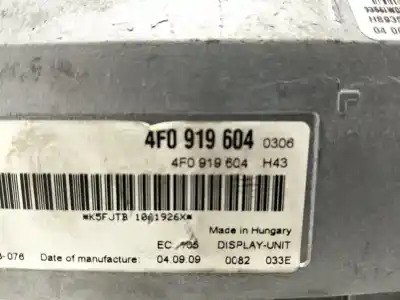 4F0 919 604 0306
4F0 919 604 H43
*K5FJTB 1061926X*
Made in Hungary
EC 105 DISPLAY-UNIT
-076 Date of manufacture: 04.09.09 0082 033E